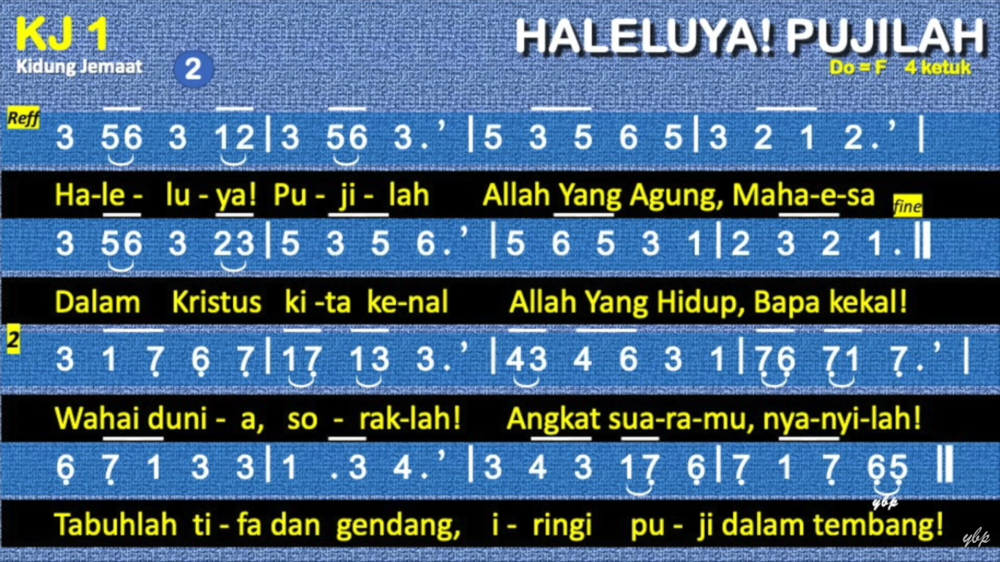 KJ 1
HALELUYA! PUJILAH
Kidung Jemaat
2
Do = F 4 ketuk
Reff
3 56 3 12 | 3 56 3 . ’ | 5 3 5 6 5 | 3 2 1 2 . ’ |
Ha-le - lu - ya! Pu - ji - lah Allah Yang Agung, Maha-e-sa
fine
3 56 3 23 | 5 3 5 6 . ’ | 5 6 5 3 1 | 2 3 2 1 . ||
Dalam Kristus ki -ta ke-nal Allah Yang Hidup, Bapa kekal!
2
3 1 7̣ 6̣ 7̣ | 17̣ 13 3 . ’ | 43 4 6 3 1 | 7̣6̣ 7̣1 7̣ . ’ |
Wahai duni - a, so - rak-lah! Angkat sua-ra-mu, nya-nyi-lah!
6̣ 7̣ 1 3 3 | 1 . 3 4 . ’ | 3 4 3 17̣ 6̣ | 7̣ 1 7̣ 6̣5̣ ||
ybp
Tabuhlah ti - fa dan gendang, i - ringi pu - ji dalam tembang!
ybp